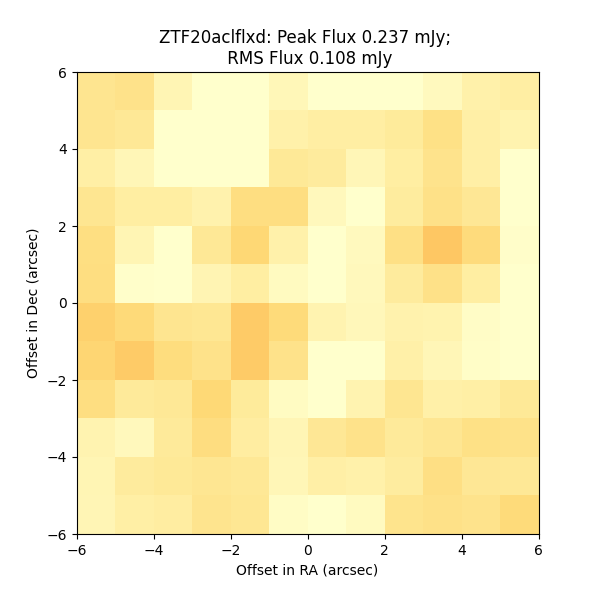 ZTF20aclflxd: Peak Flux 0.237 mJy;
RMS Flux 0.108 mJy
6
4
2
0
−2
−4
−6
Offset in Dec (arcsec)
−6 −4 −2 0 2 4 6
Offset in RA (arcsec)